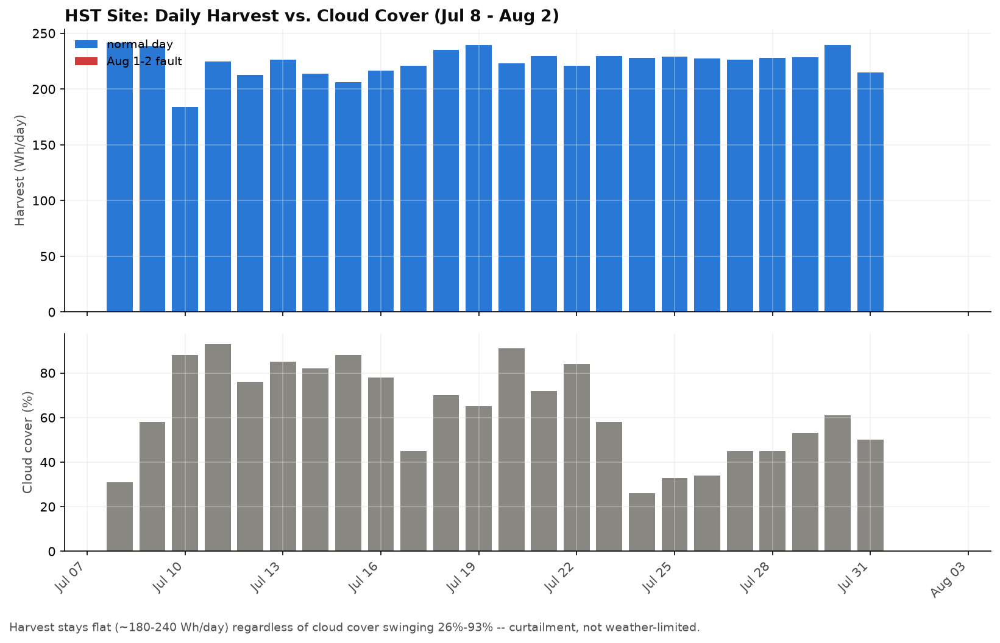 HST Site: Daily Harvest vs. Cloud Cover (Jul 8 - Aug 2)
250
200
150
100
50
0
Harvest (Wh/day)
normal day
Aug 1-2 fault
80
60
40
20
0
Cloud cover (%)
Jul 07
Jul 10
Jul 13
Jul 16
Jul 19
Jul 22
Jul 25
Jul 28
Jul 31
Aug 03
Harvest stays flat (~180-240 Wh/day) regardless of cloud cover swinging 26%-93% -- curtailment, not weather-limited.